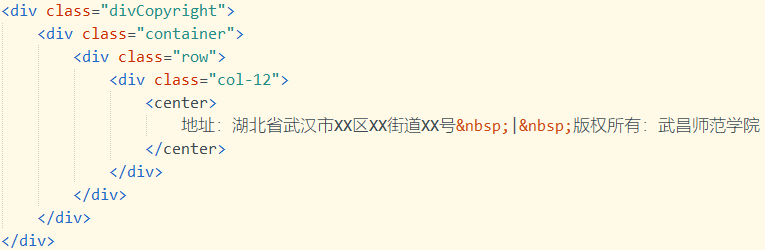 <div class="divCopyright">
<div class="container">
<div class="row">
<div class="col-12">
<center>
地址：湖北省武汉市XX区XX街道XX号&nbsp;|&nbsp;版权所有：武昌师范学院
</center>
</div>
</div>
</div>
</div>